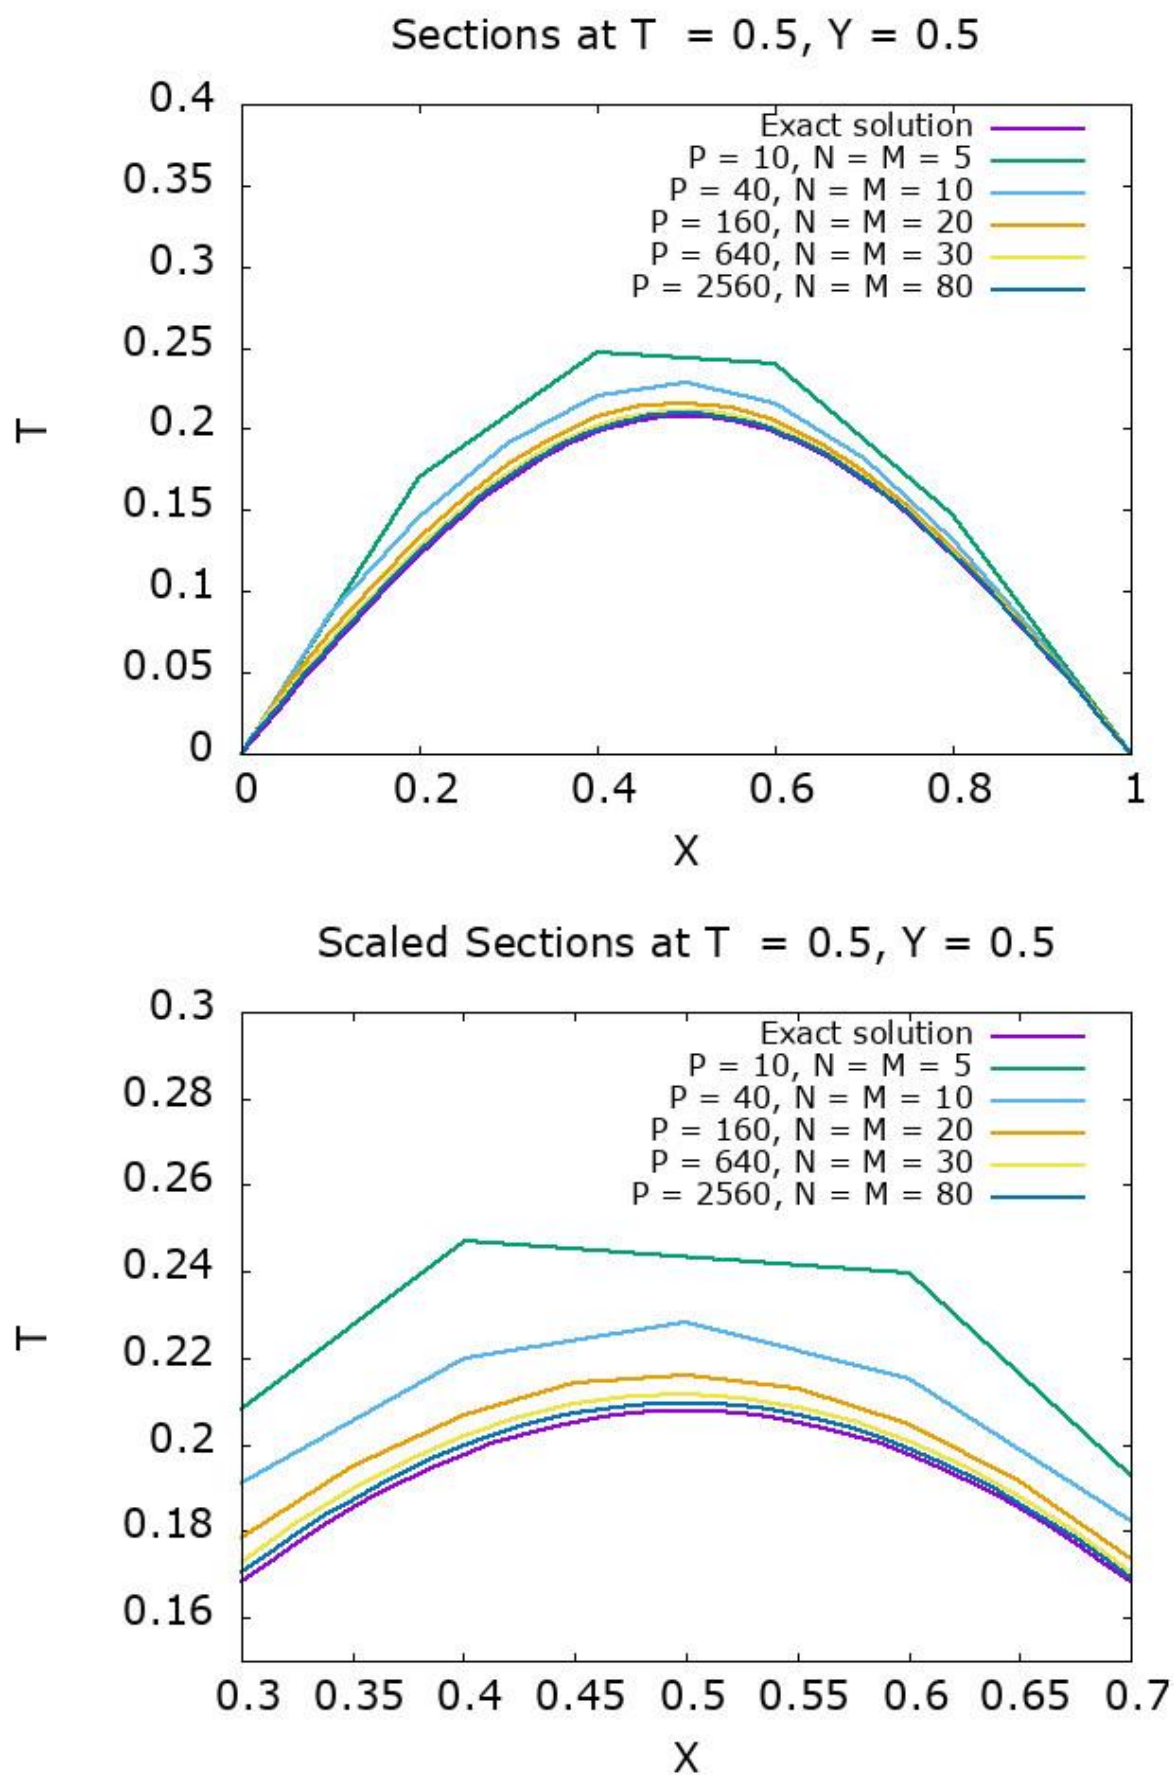 Sections at T = 0.5, Y = 0.5
0.4
Exact solution
P = 10, N = M = 5
0.35
P = 40, N = M = 10
P = 160, N = M = 20
0.3
P = 640, N = M = 30
P = 2560, N = M = 80
0.25
T
0.2
0.15
0.1
0.05
0
0 0.2 0.4 0.6 0.8 1
X
Scaled Sections at T = 0.5, Y = 0.5
0.3
Exact solution
P = 10, N = M = 5
0.28
P = 40, N = M = 10
P = 160, N = M = 20
P = 640, N = M = 30
0.26
P = 2560, N = M = 80
0.24
T
0.22
0.2
0.18
0.16
0.3 0.35 0.4 0.45 0.5 0.55 0.6 0.65 0.7
X